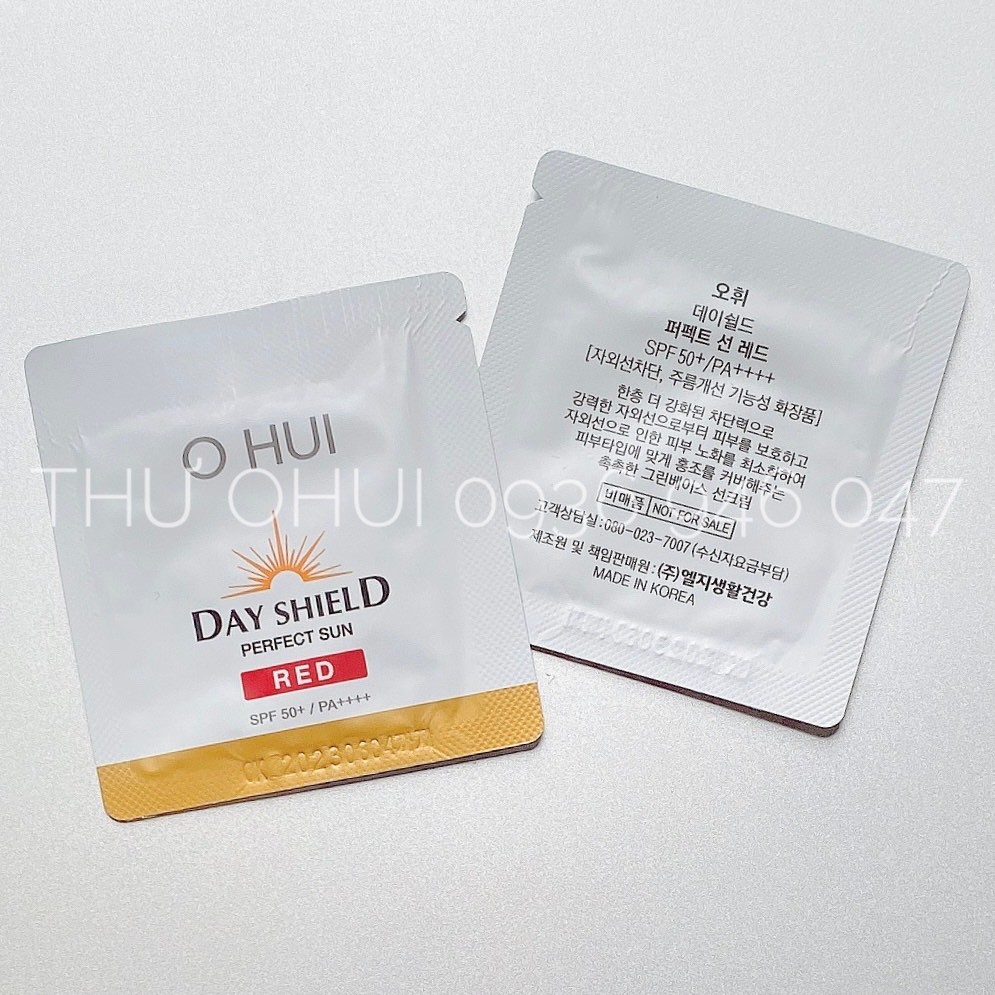 O HUI
DAY SHIELD
PERFECT SUN
RED
SPF 50+ / PA++++
오휘
데이쉴드
퍼펙트 선 레드
SPF 50+/PA++++
[자외선차단, 주름개선 기능성 화장품]
한층 더 강화된 차단력으로
강력한 자외선으로부터 피부를 보호하고
자외선으로 인한 피부 노화를 최소화하여
피부타입에 맞게 홍조를 커버해주는
촉촉한 그린베이스 선크림
비매품 NOT FOR SALE
고객상담실:080-023-7007 (수신자요금부담)
제조원 및 책임판매원 : (주)엘지생활건강
MADE IN KOREA
THU OHUI 0936 046 047